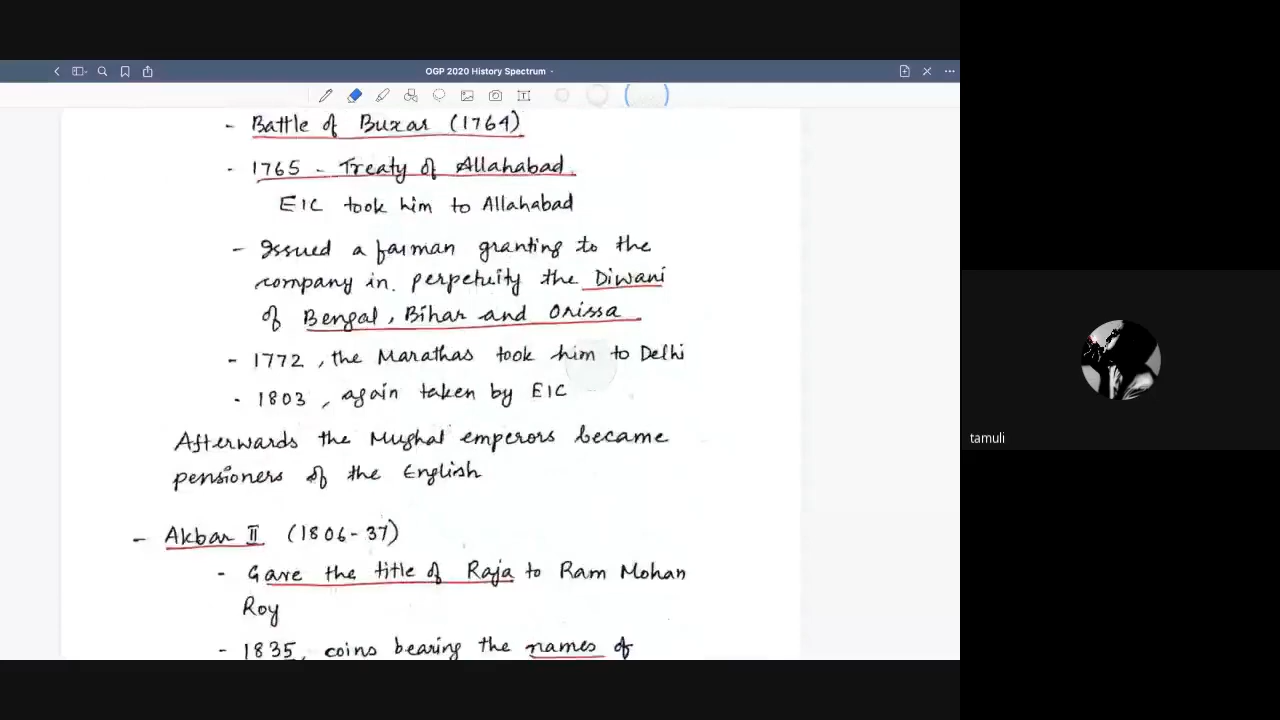 OGP 2020 History Spectrum
- Battle of Buxar (1764)
- 1765 - Treaty of Allahabad
EIC took him to Allahabad
- Issued a farman granting to the
company in perpetuity the Diwani
of Bengal, Bihar and Orissa
- 1772, the Marathas took him to Delhi
- 1803, again taken by EIC
Afterwards the Mughal emperors became
pensioners of the English
- Akbar II (1806-37)
- Gave the title of Raja to Ram Mohan
Roy
- 1835, coins bearing the names of
tamuli